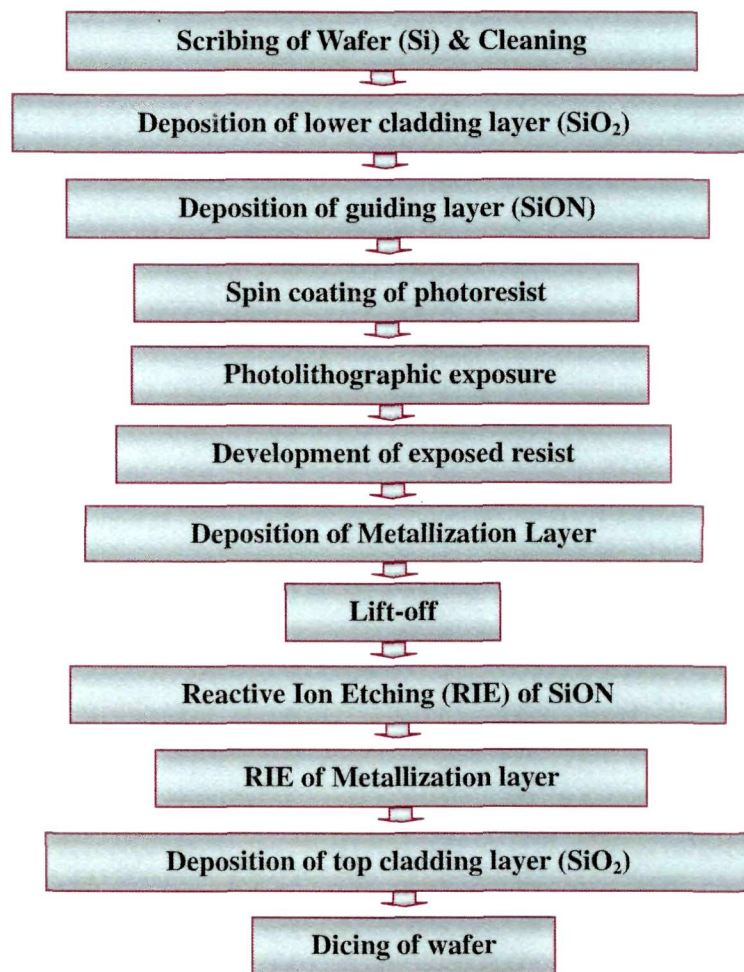 Scribing of Wafer (Si) & Cleaning
Deposition of lower cladding layer (SiO₂)
Deposition of guiding layer (SiON)
Spin coating of photoresist
Photolithographic exposure
Development of exposed resist
Deposition of Metallization Layer
Lift-off
Reactive Ion Etching (RIE) of SiON
RIE of Metallization layer
Deposition of top cladding layer (SiO₂)
Dicing of wafer